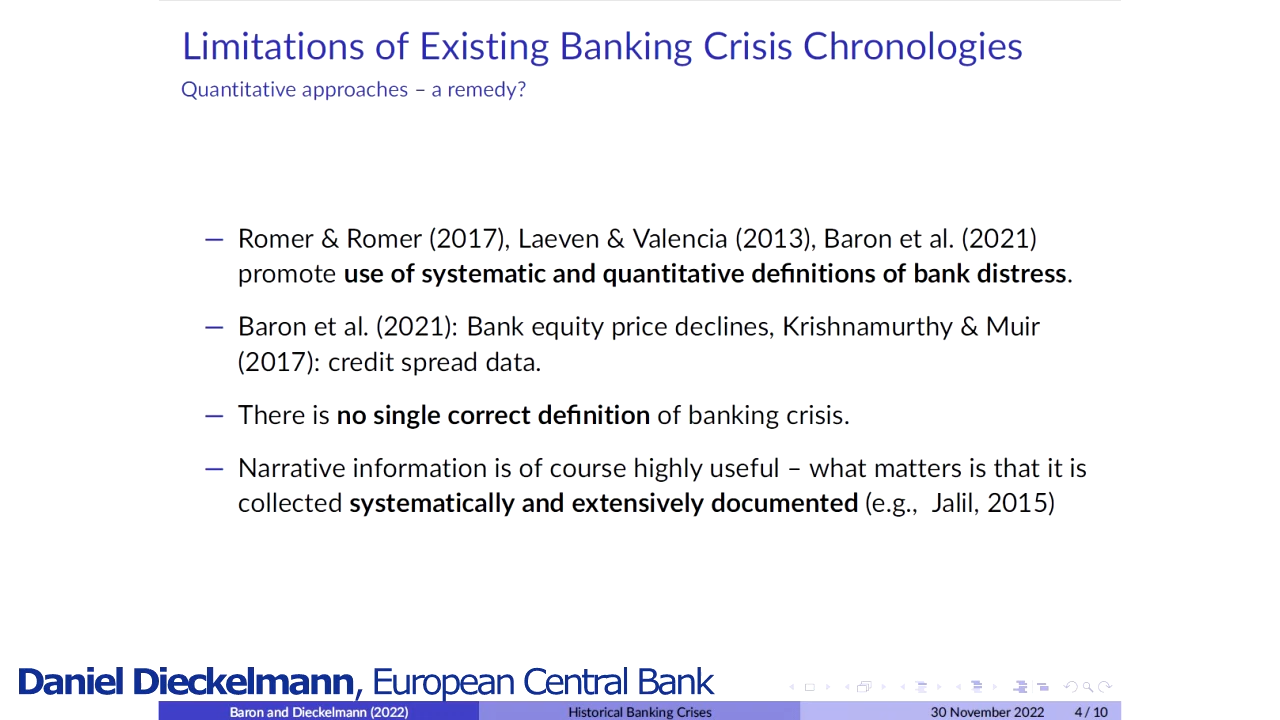 Limitations of Existing Banking Crisis Chronologies
Quantitative approaches – a remedy?
— Romer & Romer (2017), Laeven & Valencia (2013), Baron et al. (2021)
promote use of systematic and quantitative definitions of bank distress.
— Baron et al. (2021): Bank equity price declines, Krishnamurthy & Muir
(2017): credit spread data.
— There is no single correct definition of banking crisis.
— Narrative information is of course highly useful – what matters is that it is
collected systematically and extensively documented (e.g., Jalil, 2015)
Daniel Dieckelmann, European Central Bank
Baron and Dieckelmann (2022) Historical Banking Crises 30 November 2022 4 / 10